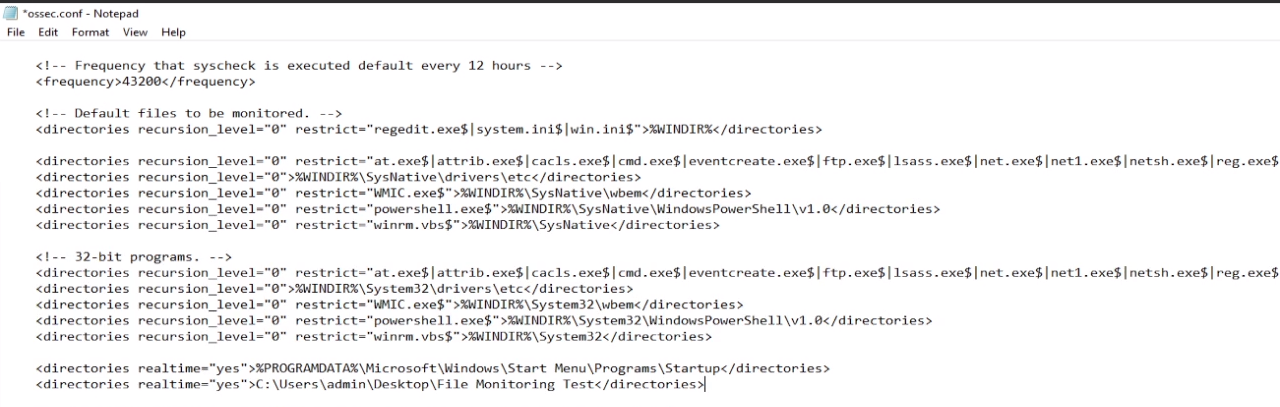 *ossec.conf - Notepad
File Edit Format View Help
<!-- Frequency that syscheck is executed default every 12 hours -->
<frequency>43200</frequency>
<!-- Default files to be monitored. -->
<directories recursion_level="0" restrict="regedit.exe$|system.ini$|win.ini$">%WINDIR%</directories>
<directories recursion_level="0" restrict="at.exe$|attrib.exe$|cacls.exe$|cmd.exe$|eventcreate.exe$|ftp.exe$|lsass.exe$|net.exe$|net1.exe$|netsh.exe$|reg.exe$
<directories recursion_level="0">%WINDIR%\SysNative\drivers\etc</directories>
<directories recursion_level="0" restrict="WMIC.exe$">%WINDIR%\SysNative\wbem</directories>
<directories recursion_level="0" restrict="powershell.exe$">%WINDIR%\SysNative\WindowsPowerShell\v1.0</directories>
<directories recursion_level="0" restrict="winrm.vbs$">%WINDIR%\SysNative</directories>
<!-- 32-bit programs. -->
<directories recursion_level="0" restrict="at.exe$|attrib.exe$|cacls.exe$|cmd.exe$|eventcreate.exe$|ftp.exe$|lsass.exe$|net.exe$|net1.exe$|netsh.exe$|reg.exe$
<directories recursion_level="0">%WINDIR%\System32\drivers\etc</directories>
<directories recursion_level="0" restrict="WMIC.exe$">%WINDIR%\System32\wbem</directories>
<directories recursion_level="0" restrict="powershell.exe$">%WINDIR%\System32\WindowsPowerShell\v1.0</directories>
<directories recursion_level="0" restrict="winrm.vbs$">%WINDIR%\System32</directories>
<directories realtime="yes">%PROGRAMDATA%\Microsoft\Windows\Start Menu\Programs\Startup</directories>
<directories realtime="yes">C:\Users\admin\Desktop\File Monitoring Test</directories>